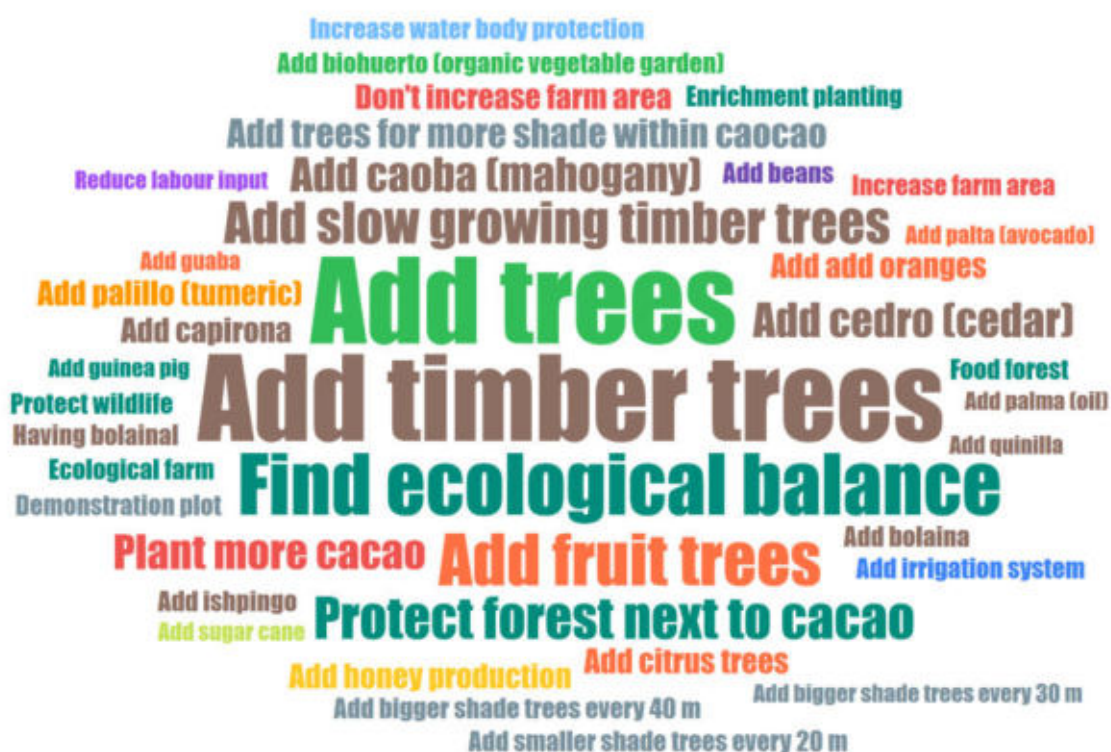 Increase water body protection
Add biohuerto (organic vegetable garden)
Don't increase farm area
Enrichment planting
Add trees for more shade within caocao
Reduce labour input
Add caoba (mahogany)
Add beans
Increase farm area
Add slow growing timber trees
Add palta (avocado)
Add guaba
Add trees
Add add oranges
Add palillo (tumeric)
Add capirona
Add cedro (cedar)
Add guinea pig
Add timber trees
Food forest
Protect wildlife
Add palma (oil)
Having bolainal
Add quinilla
Ecological farm
Find ecological balance
Demonstration plot
Plant more cacao
Add fruit trees
Add bolaina
Add irrigation system
Add ishpingo
Protect forest next to cacao
Add sugar cane
Add honey production
Add citrus trees
Add bigger shade trees every 30 m
Add bigger shade trees every 40 m
Add smaller shade trees every 20 m